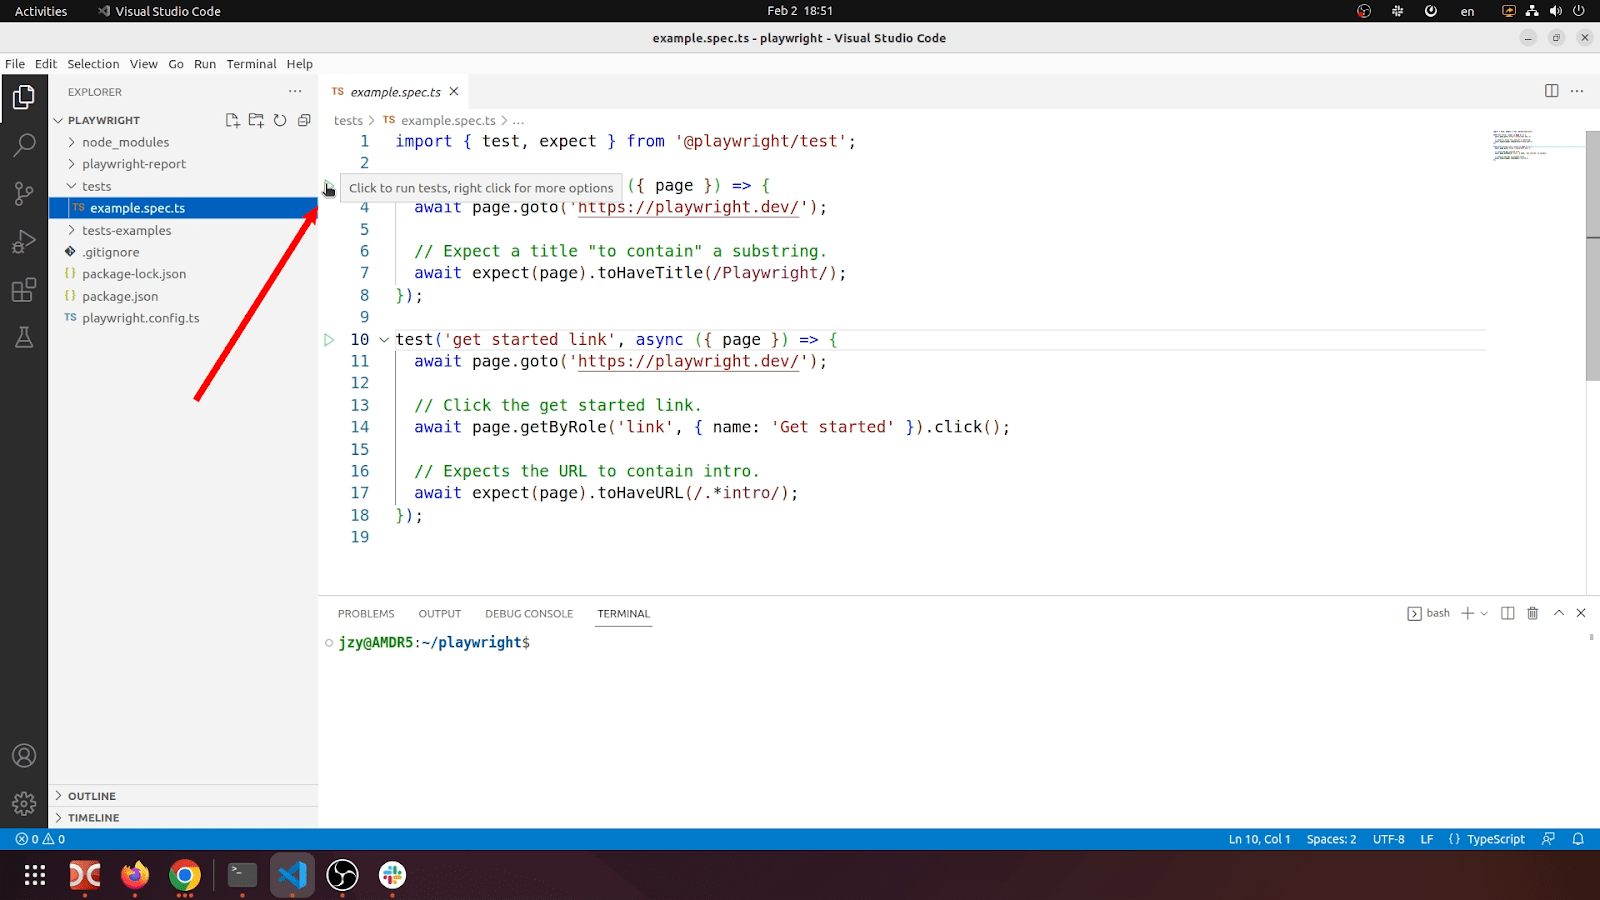 Activities Visual Studio Code Feb 2 18:51 en
example.spec.ts - playwright - Visual Studio Code
File Edit Selection View Go Run Terminal Help
EXPLORER
PLAYWRIGHT
node_modules
playwright-report
tests
TS example.spec.ts
tests-examples
.gitignore
{} package-lock.json
{} package.json
TS playwright.config.ts
OUTLINE
TIMELINE
TS example.spec.ts
tests > TS example.spec.ts > ...
1 import { test, expect } from '@playwright/test';
2
Click to run tests, right click for more options ({ page }) => {
4 await page.goto('https://playwright.dev/');
5
6 // Expect a title "to contain" a substring.
7 await expect(page).toHaveTitle(/Playwright/);
8 });
9
10 test('get started link', async ({ page }) => {
11 await page.goto('https://playwright.dev/');
12
13 // Click the get started link.
14 await page.getByRole('link', { name: 'Get started' }).click();
15
16 // Expects the URL to contain intro.
17 await expect(page).toHaveURL(/.*intro/);
18 });
19
PROBLEMS OUTPUT DEBUG CONSOLE TERMINAL bash
jzy@AMDR5:~/playwright$
0 0 Ln 10, Col 1 Spaces: 2 UTF-8 LF {} TypeScript